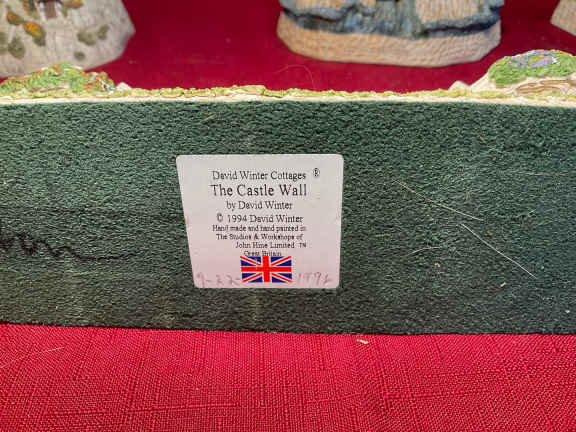 David Winter Cottages ®
The Castle Wall
by David Winter
© 1994 David Winter
Hand made and hand painted in
The Studios & Workshops of
John Hine Limited ™
Great Britain